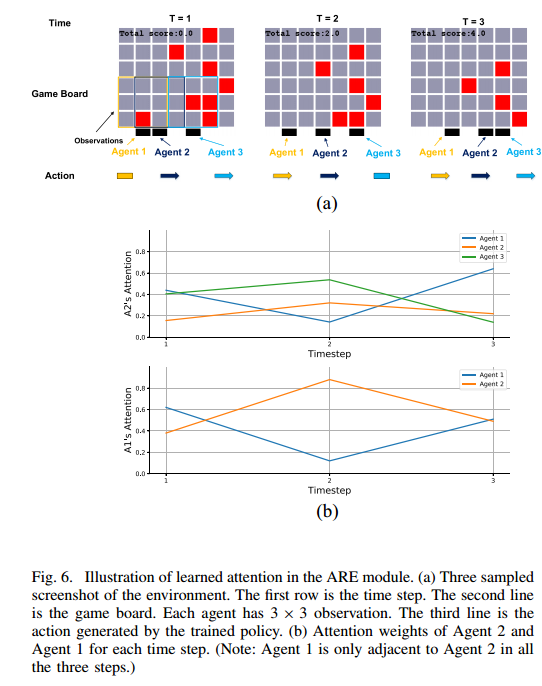 Time
T = 1
T = 2
T = 3
Total score:0.0
Total score:2.0
Total score:4.0
Game Board
Observations
Agent 1
Agent 2
Agent 3
Agent 1
Agent 2
Agent 3
Agent 1
Agent 2
Agent 3
Action
(a)
A2's Attention
0.8
0.6
0.4
0.2
0.0
1
2
3
Timestep
Agent 1
Agent 2
Agent 3
A1's Attention
0.8
0.6
0.4
0.2
0.0
1
2
3
Timestep
Agent 1
Agent 2
(b)
Fig. 6. Illustration of learned attention in the ARE module. (a) Three sampled
screenshot of the environment. The first row is the time step. The second line
is the game board. Each agent has 3 × 3 observation. The third line is the
action generated by the trained policy. (b) Attention weights of Agent 2 and
Agent 1 for each time step. (Note: Agent 1 is only adjacent to Agent 2 in all
the three steps.)